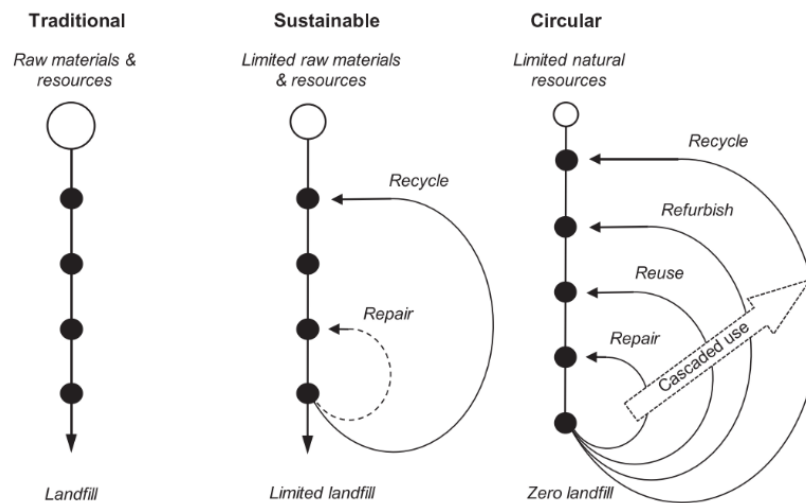 Traditional
Raw materials &
resources
Landfill
Sustainable
Limited raw materials
& resources
Recycle
Repair
Limited landfill
Circular
Limited natural
resources
Recycle
Refurbish
Reuse
Repair
Cascaded use
Zero landfill